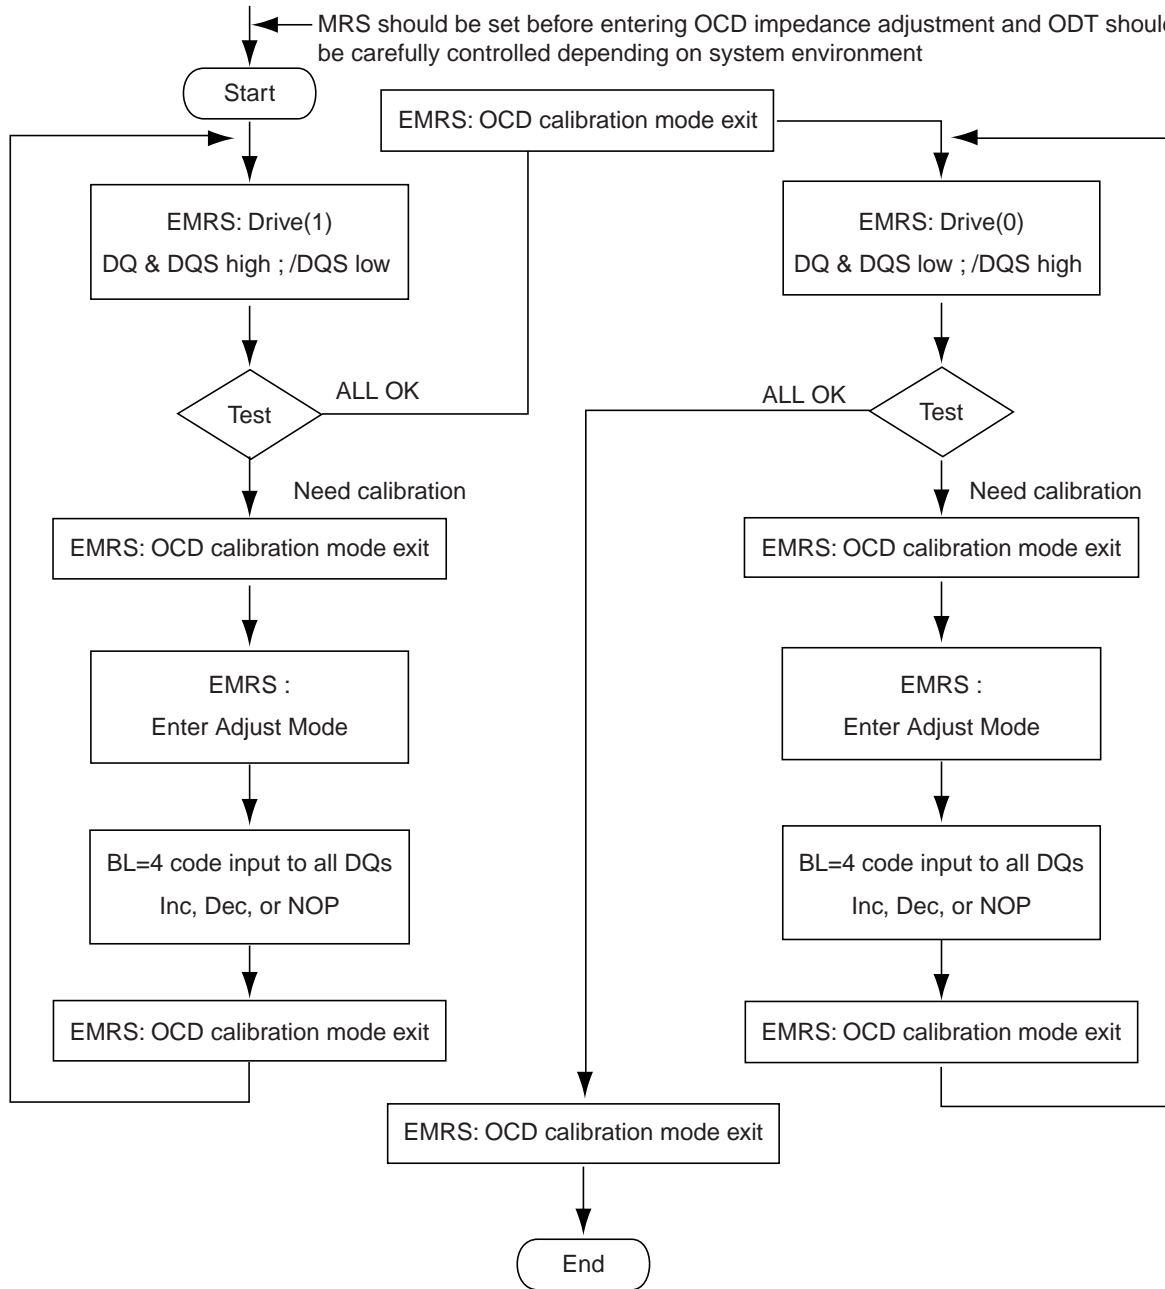 MRS should be set before entering OCD impedance adjustment and ODT should
be carefully controlled depending on system environment
Start
EMRS: OCD calibration mode exit
EMRS: Drive(1)
DQ & DQS high ; /DQS low
EMRS: Drive(0)
DQ & DQS low ; /DQS high
Test
ALL OK
ALL OK
Test
Need calibration
Need calibration
EMRS: OCD calibration mode exit
EMRS: OCD calibration mode exit
EMRS :
Enter Adjust Mode
EMRS :
Enter Adjust Mode
BL=4 code input to all DQs
Inc, Dec, or NOP
BL=4 code input to all DQs
Inc, Dec, or NOP
EMRS: OCD calibration mode exit
EMRS: OCD calibration mode exit
EMRS: OCD calibration mode exit
End